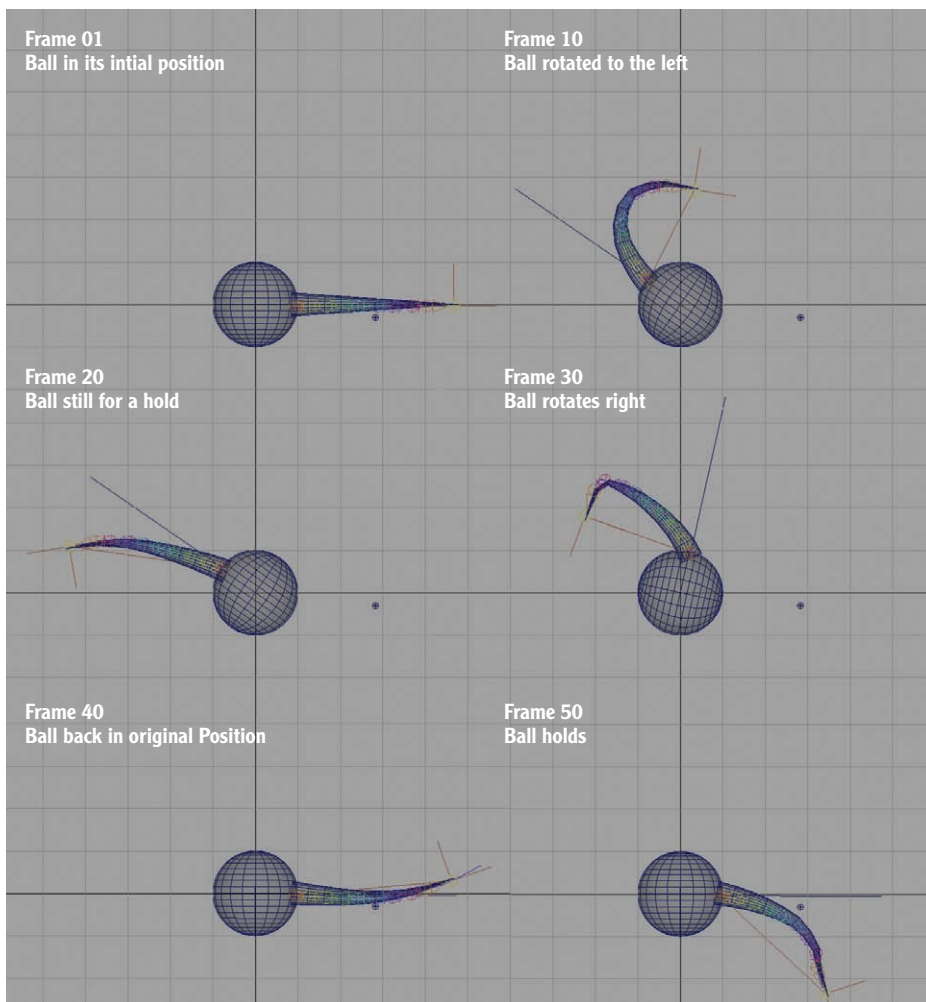 Frame 01
Ball in its intial position
Frame 10
Ball rotated to the left
Frame 20
Ball still for a hold
Frame 30
Ball rotates right
Frame 40
Ball back in original Position
Frame 50
Ball holds